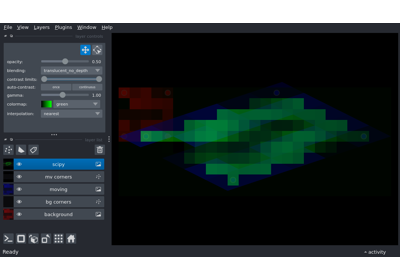 File View Layers Plugins Window Help
opacity: 0.50
blending: translucent_no_depth
contrast limits:
auto-contrast: once continuous
gamma: 1.00
colormap: green
interpolation: nearest
scipy
mv corners
moving
bg corners
background
Ready
activity